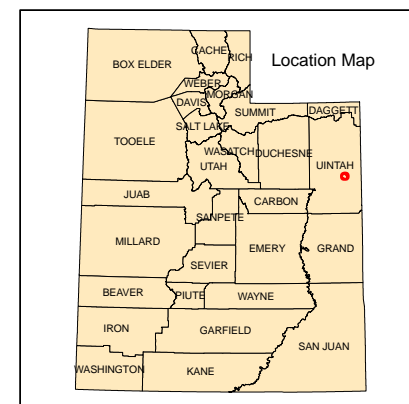 Location Map
CACHE
RICH
BOX ELDER
WEBER
MORGAN
DAVIS
SUMMIT
DAGGETT
SALT LAKE
TOOELE
WASATCH
DUCHESNE
UINTAH
UTAH
JUAB
CARBON
SANPETE
MILLARD
EMERY
GRAND
SEVIER
BEAVER
PIUTE
WAYNE
IRON
GARFIELD
SAN JUAN
WASHINGTON
KANE